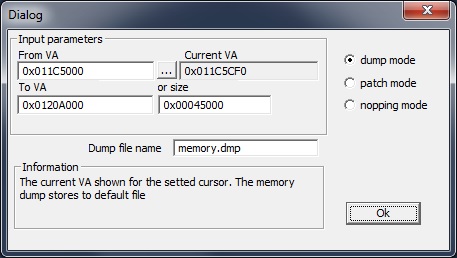 Dialog
Input parameters
From VA
Current VA
0x011C5000
...
0x011C5CF0
To VA
or size
0x0120A000
0x00045000
dump mode
patch mode
nopping mode
Dump file name
memory.dmp
Information
The current VA shown for the setted cursor. The memory
dump stores to default file
Ok